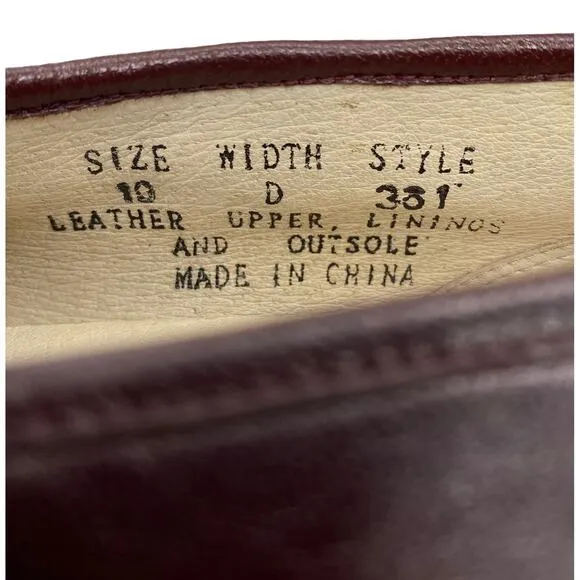 SIZE WIDTH STYLE
10 D 331
LEATHER UPPER, LININGS
AND OUTSOLE
MADE IN CHINA